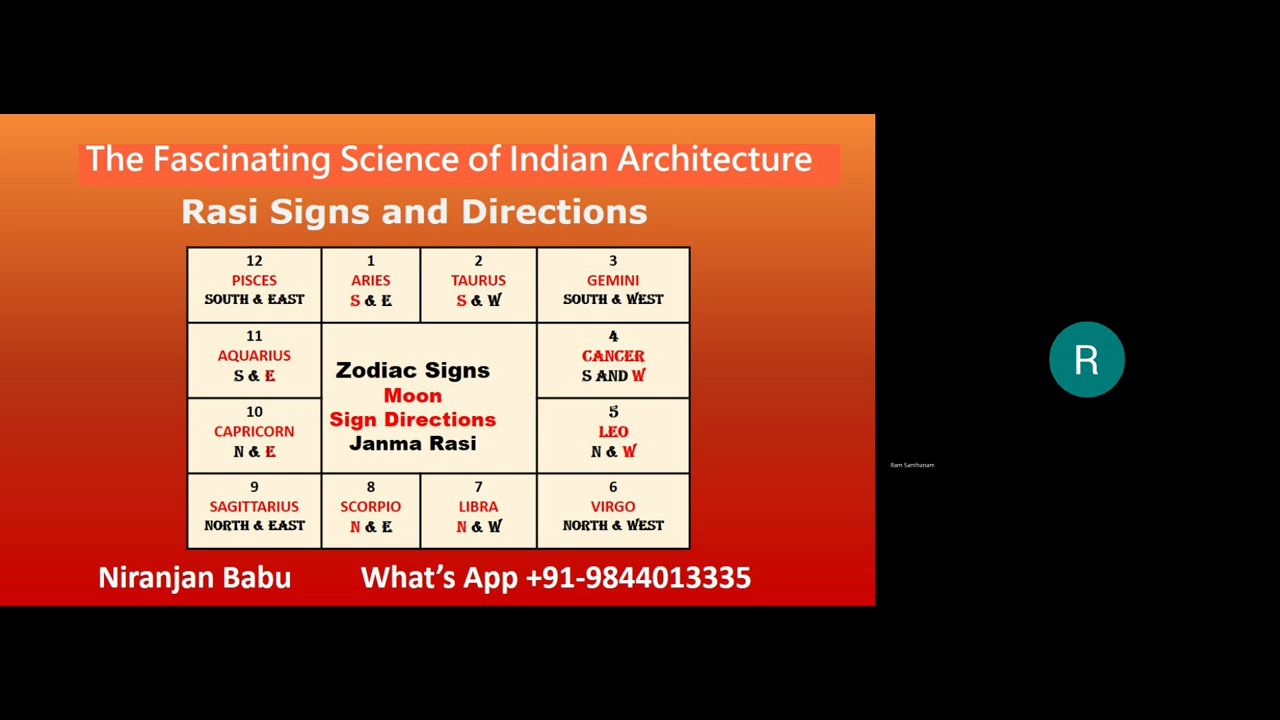 The Fascinating Science of Indian Architecture
Rasi Signs and Directions
12
PISCES
SOUTH & EAST
1
ARIES
S & E
2
TAURUS
S & W
3
GEMINI
SOUTH & WEST
11
AQUARIUS
S & E
Zodiac Signs
Moon
Sign Directions
Janma Rasi
4
CANCER
S AND W
10
CAPRICORN
N & E
5
LEO
N & W
9
SAGITTARIUS
NORTH & EAST
8
SCORPIO
N & E
7
LIBRA
N & W
6
VIRGO
NORTH & WEST
Niranjan Babu What's App +91-9844013335
R
Ram Santhanam